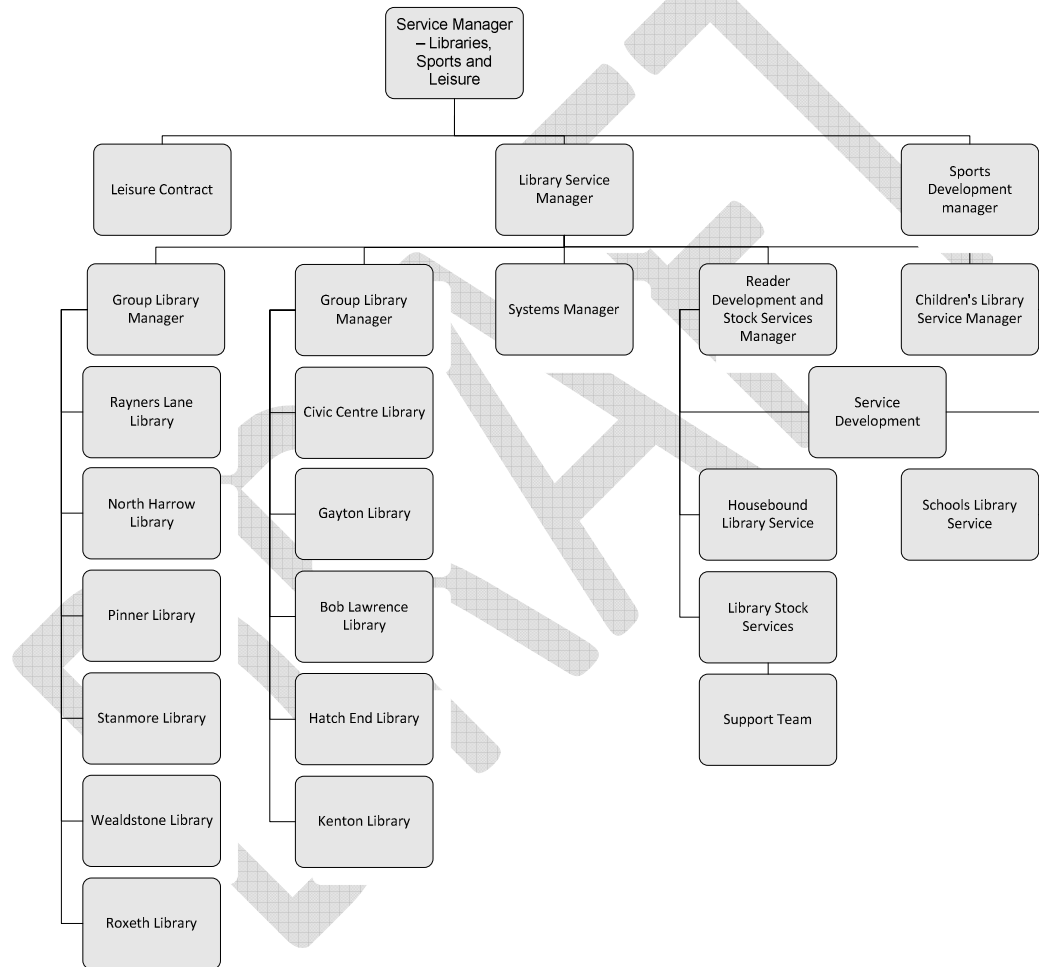 Service Manager
– Libraries,
Sports and
Leisure
Leisure Contract
Library Service
Manager
Sports
Development
manager
Group Library
Manager
Group Library
Manager
Systems Manager
Reader
Development and
Stock Services
Manager
Children's Library
Service Manager
Rayners Lane
Library
Civic Centre Library
Service
Development
North Harrow
Library
Gayton Library
Housebound
Library Service
Schools Library
Service
Pinner Library
Bob Lawrence
Library
Library Stock
Services
Stanmore Library
Hatch End Library
Support Team
Wealdstone Library
Kenton Library
Roxeth Library
DRAFT